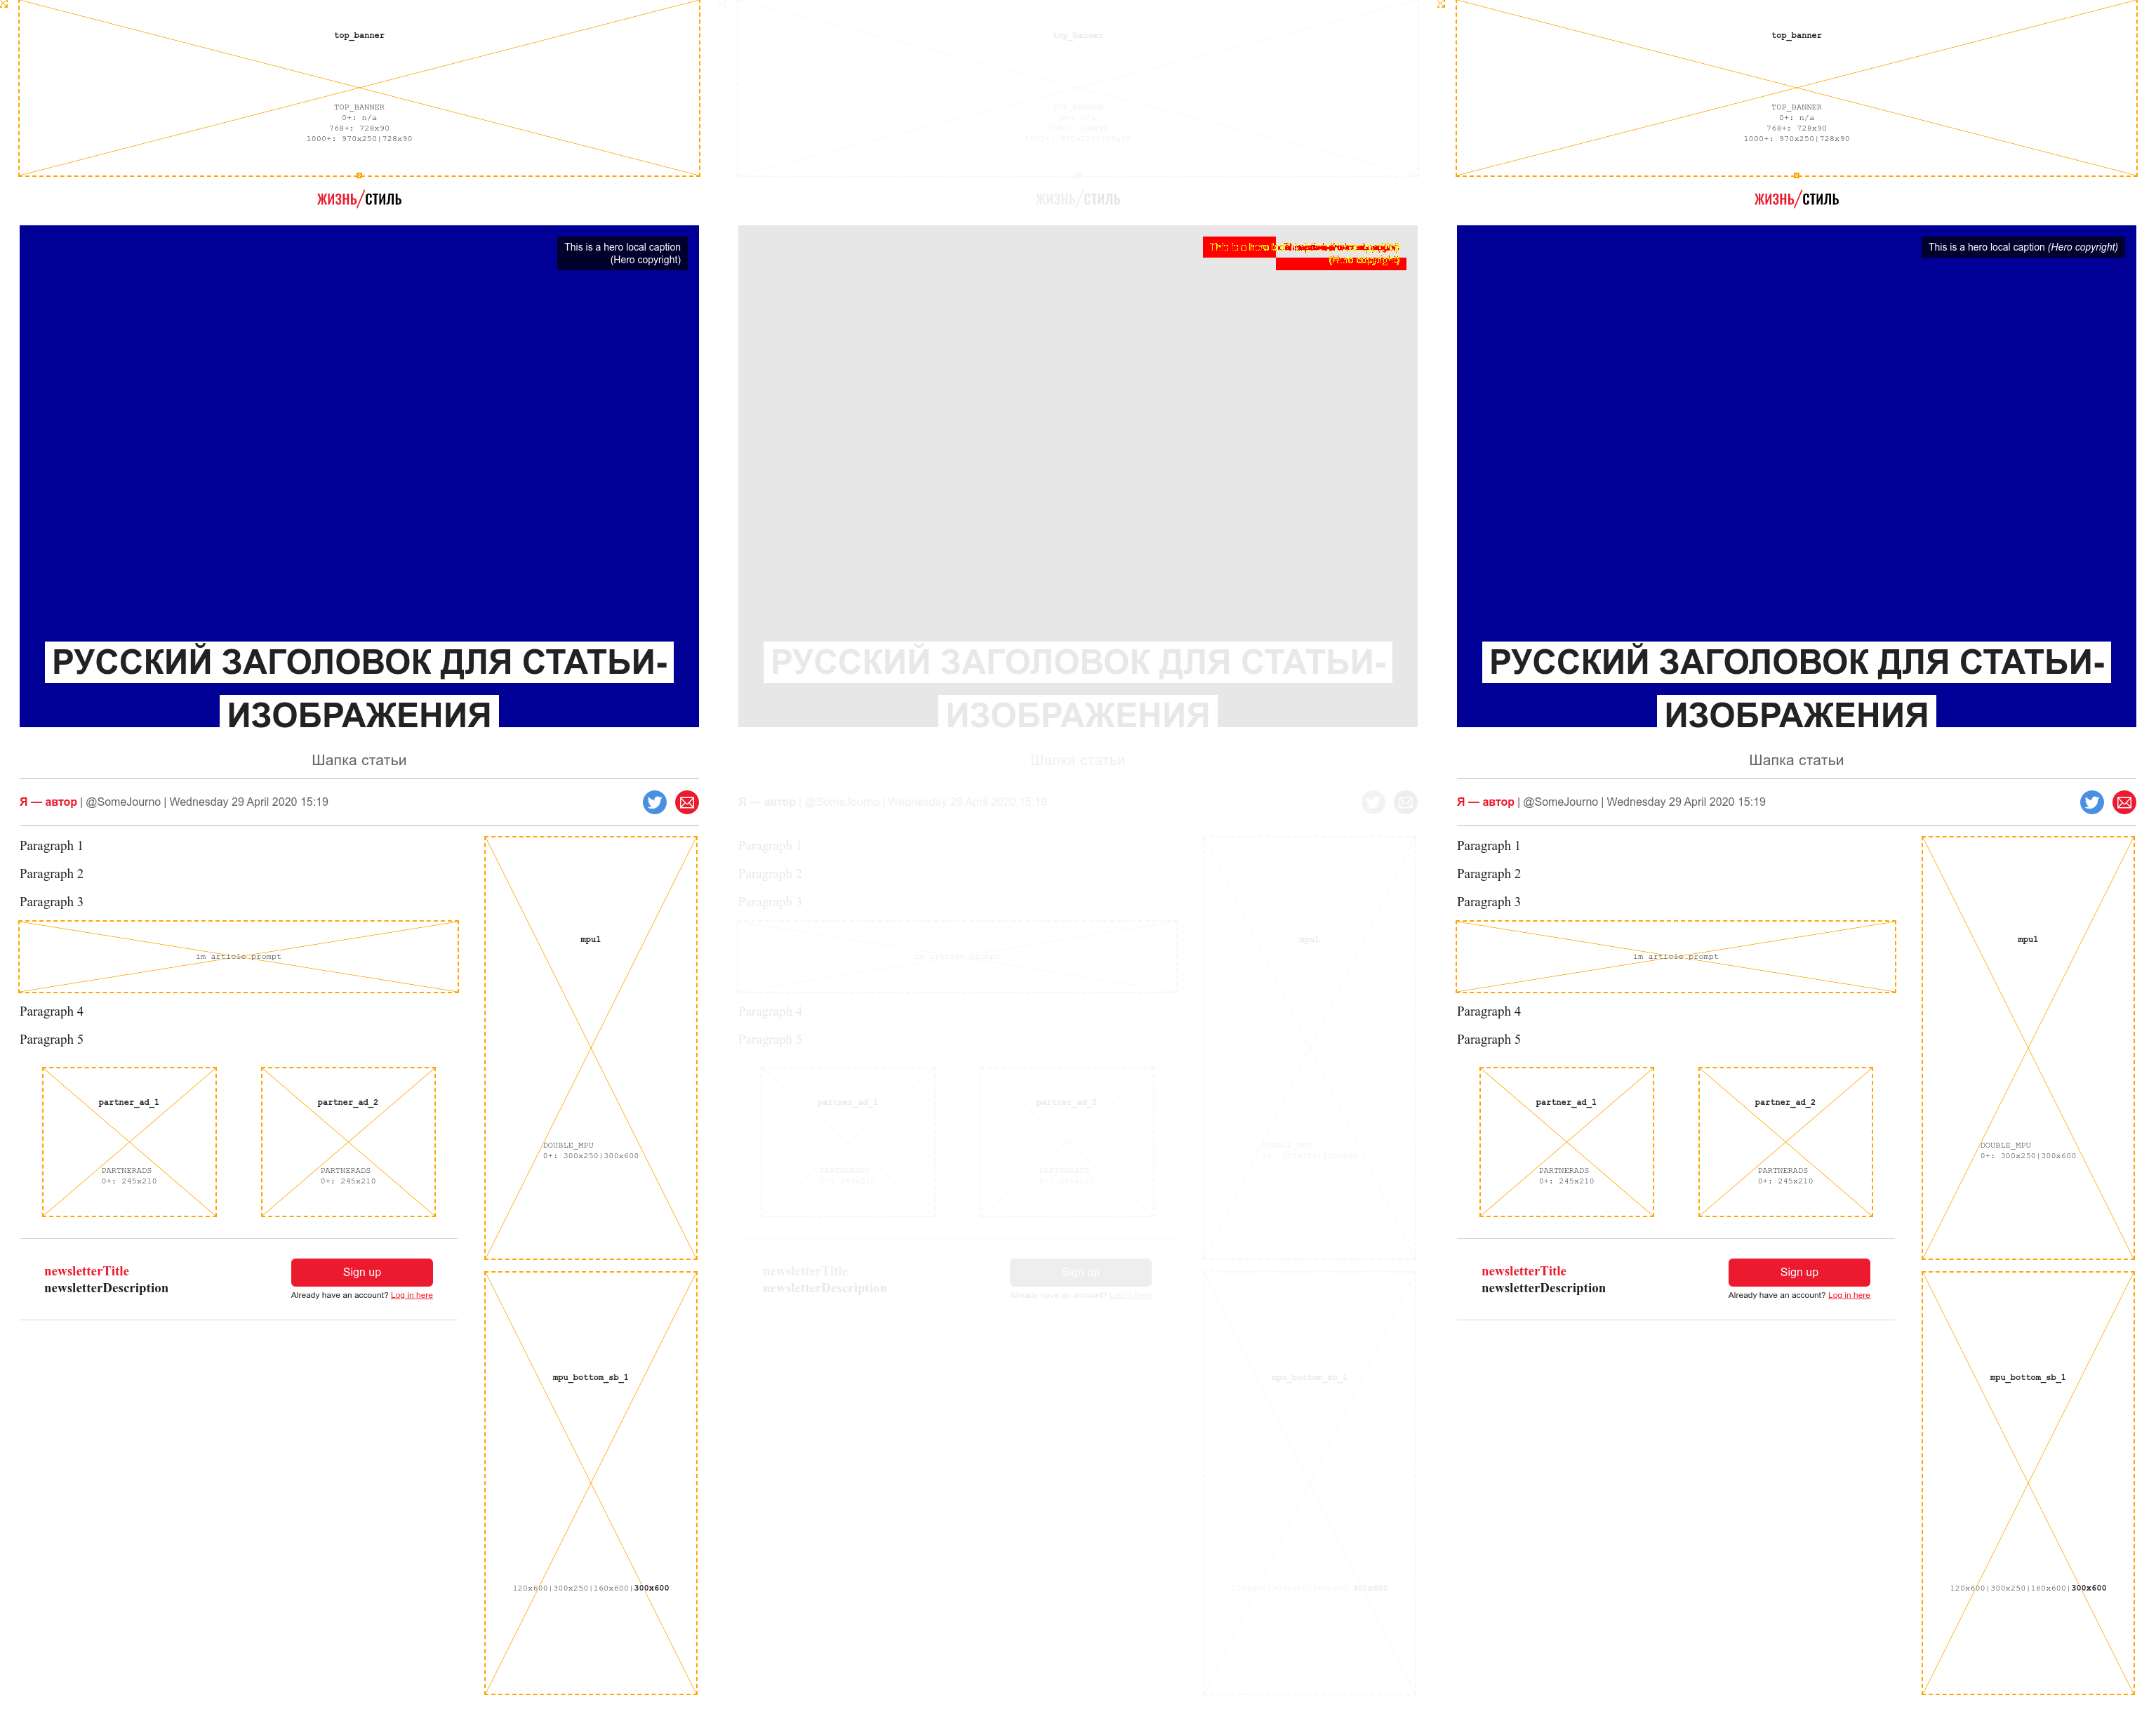 top_banner
TOP_BANNER
0+: n/a
768+: 728x90
1000+: 970x250|728x90
ЖИЗНЬ/СТИЛЬ
This is a hero local caption
(Hero copyright)
РУССКИЙ ЗАГОЛОВОК ДЛЯ СТАТЬИ-
ИЗОБРАЖЕНИЯ
Шапка статьи
Я — автор | @SomeJourno | Wednesday 29 April 2020 15:19
Paragraph 1
Paragraph 2
Paragraph 3
im article prompt
Paragraph 4
Paragraph 5
partner_ad_1
PARTNERADS
0+: 245x210
partner_ad_2
PARTNERADS
0+: 245x210
newsletterTitle
newsletterDescription
Sign up
Already have an account? Log in here
mpu1
DOUBLE_MPU
0+: 300x250|300x600
mpu_bottom_sb_1
120x600|300x250|160x600|300x600
top_banner
TOP_BANNER
0+: n/a
768+: 728x90
1000+: 970x250|728x90
ЖИЗНЬ/СТИЛЬ
(Hero copyright)
РУССКИЙ ЗАГОЛОВОК ДЛЯ СТАТЬИ-
ИЗОБРАЖЕНИЯ
Шапка статьи
Я — автор | @SomeJourno | Wednesday 29 April 2020 15:19
Paragraph 1
Paragraph 2
Paragraph 3
im article prompt
Paragraph 4
Paragraph 5
partner_ad_1
PARTNERADS
0+: 245x210
partner_ad_2
PARTNERADS
0+: 245x210
newsletterTitle
newsletterDescription
Sign up
Already have an account? Log in here
mpu1
DOUBLE_MPU
0+: 300x250|300x600
mpu_bottom_sb_1
120x600|300x250|160x600|300x600
top_banner
TOP_BANNER
0+: n/a
768+: 728x90
1000+: 970x250|728x90
ЖИЗНЬ/СТИЛЬ
This is a hero local caption (Hero copyright)
РУССКИЙ ЗАГОЛОВОК ДЛЯ СТАТЬИ-
ИЗОБРАЖЕНИЯ
Шапка статьи
Я — автор | @SomeJourno | Wednesday 29 April 2020 15:19
Paragraph 1
Paragraph 2
Paragraph 3
im article prompt
Paragraph 4
Paragraph 5
partner_ad_1
PARTNERADS
0+: 245x210
partner_ad_2
PARTNERADS
0+: 245x210
newsletterTitle
newsletterDescription
Sign up
Already have an account? Log in here
mpu1
DOUBLE_MPU
0+: 300x250|300x600
mpu_bottom_sb_1
120x600|300x250|160x600|300x600